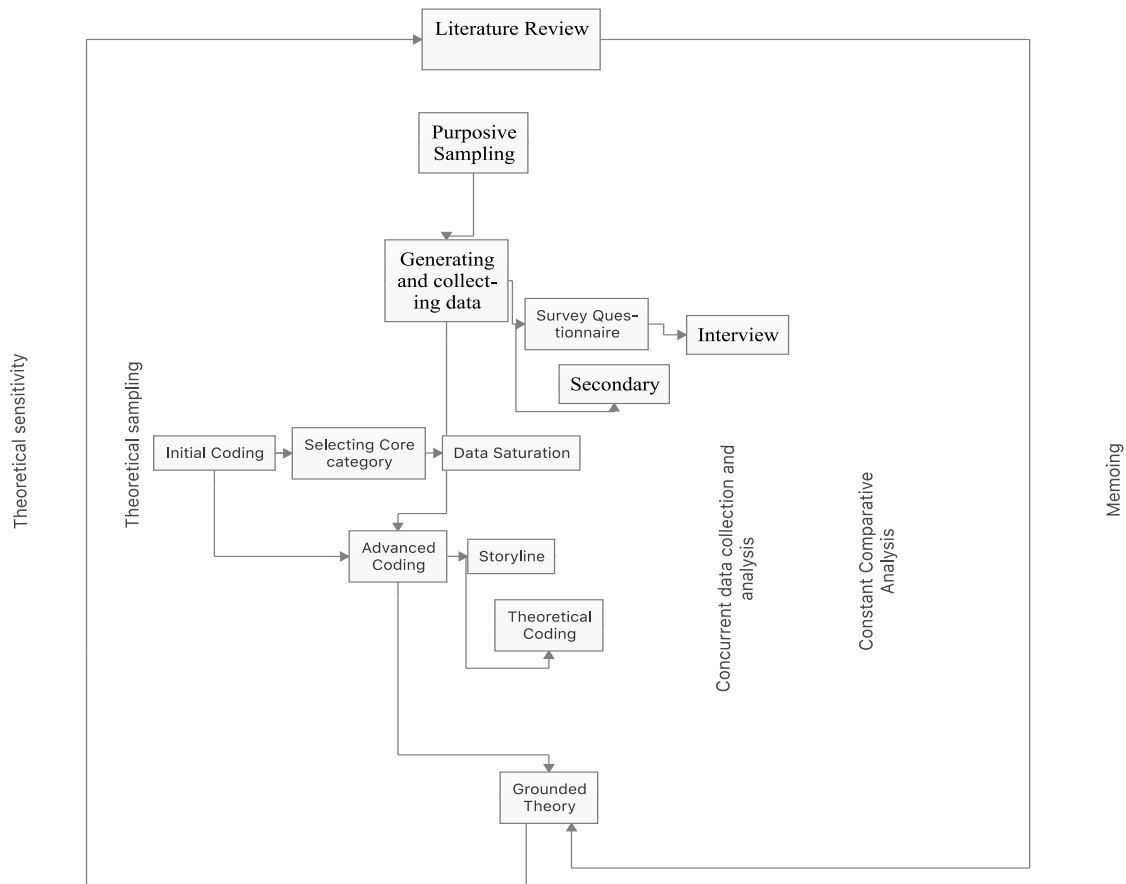 Literature Review
Purposive
Sampling
Generating
and collect-
ing data
Survey Ques-
tionnaire
Interview
Secondary
Theoretical sensitivity
Theoretical sampling
Initial Coding
Selecting Core
category
Data Saturation
Advanced
Coding
Storyline
Theoretical
Coding
Concurrent data collection and
analysis
Constant Comparative
Analysis
Memoing
Grounded
Theory